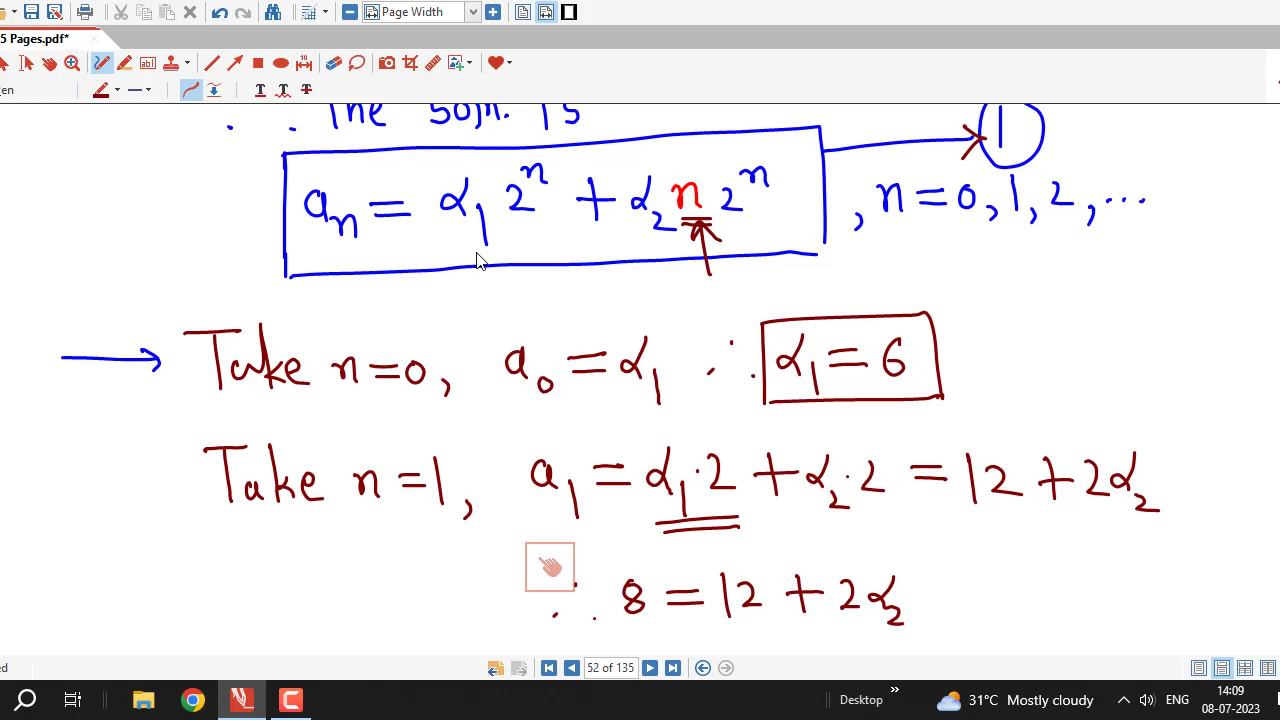 Page Width
5 Pages.pdf*
The soln. is
①
aₙ = α₁ 2ⁿ + α₂ n 2ⁿ , n = 0, 1, 2, ...
Take n=0, a₀ = α₁ ∴ α₁ = 6
Take n=1, a₁ = α₁·2 + α₂·2 = 12 + 2α₂
∴ 8 = 12 + 2α₂
52 of 135
Desktop
»
31°C Mostly cloudy
ENG
14:09
08-07-2023